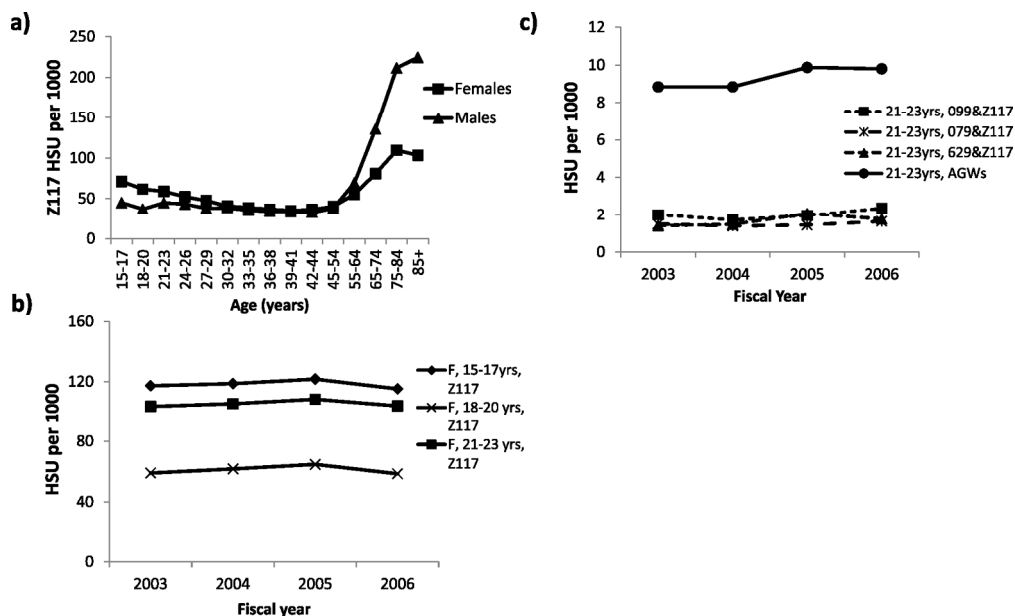 a)
Z117 HSU per 1000
250
200
150
100
50
0
Females
Males
15-17
18-20
21-23
24-26
27-29
30-32
33-35
36-38
39-41
42-44
45-54
55-64
65-74
75-84
85+
Age (years)
b)
HSU per 1000
160
120
80
40
0
F, 15-17yrs,
Z117
F, 18-20 yrs,
Z117
F, 21-23 yrs,
Z117
2003
2004
2005
2006
Fiscal year
c)
HSU per 1000
12
10
8
6
4
2
0
21-23yrs, 099&Z117
21-23yrs, 079&Z117
21-23yrs, 629&Z117
21-23yrs, AGWs
2003
2004
2005
2006
Fiscal Year